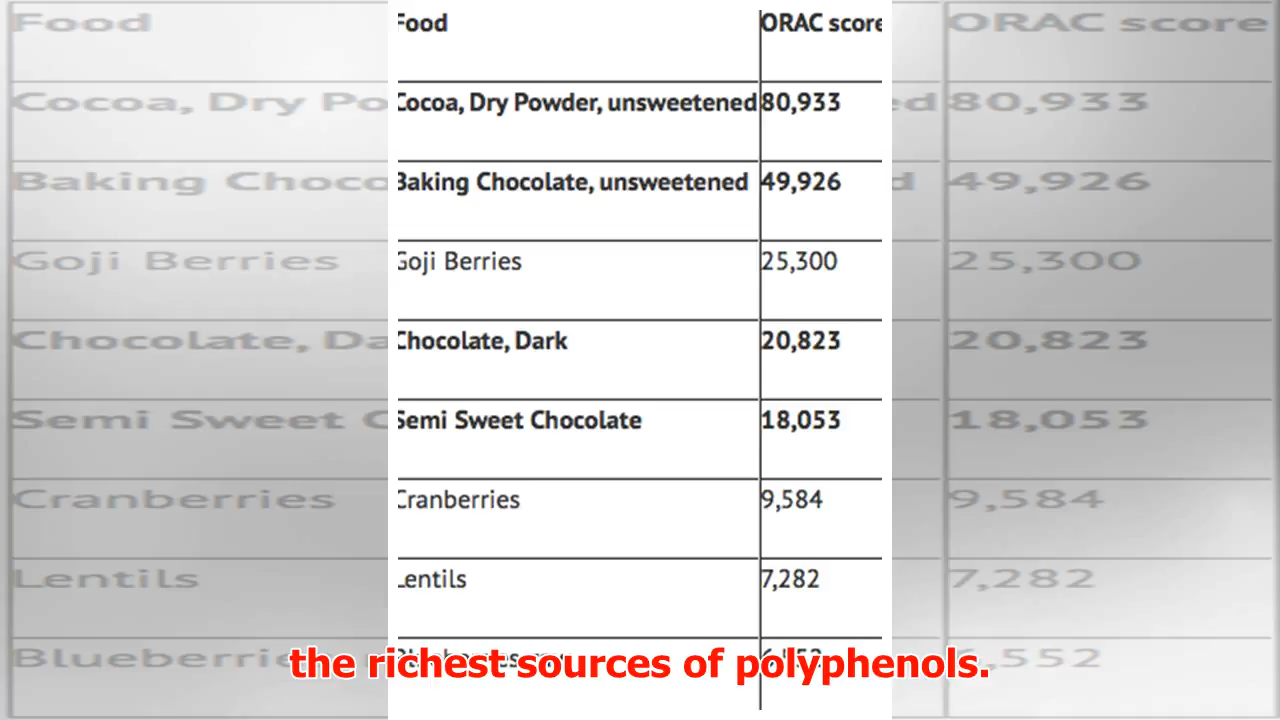 Food ORAC score
Cocoa, Dry Powder, unsweetened 80,933
Baking Chocolate, unsweetened 49,926
Goji Berries 25,300
Chocolate, Dark 20,823
Semi Sweet Chocolate 18,053
Cranberries 9,584
Lentils 7,282
the richest sources of polyphenols.